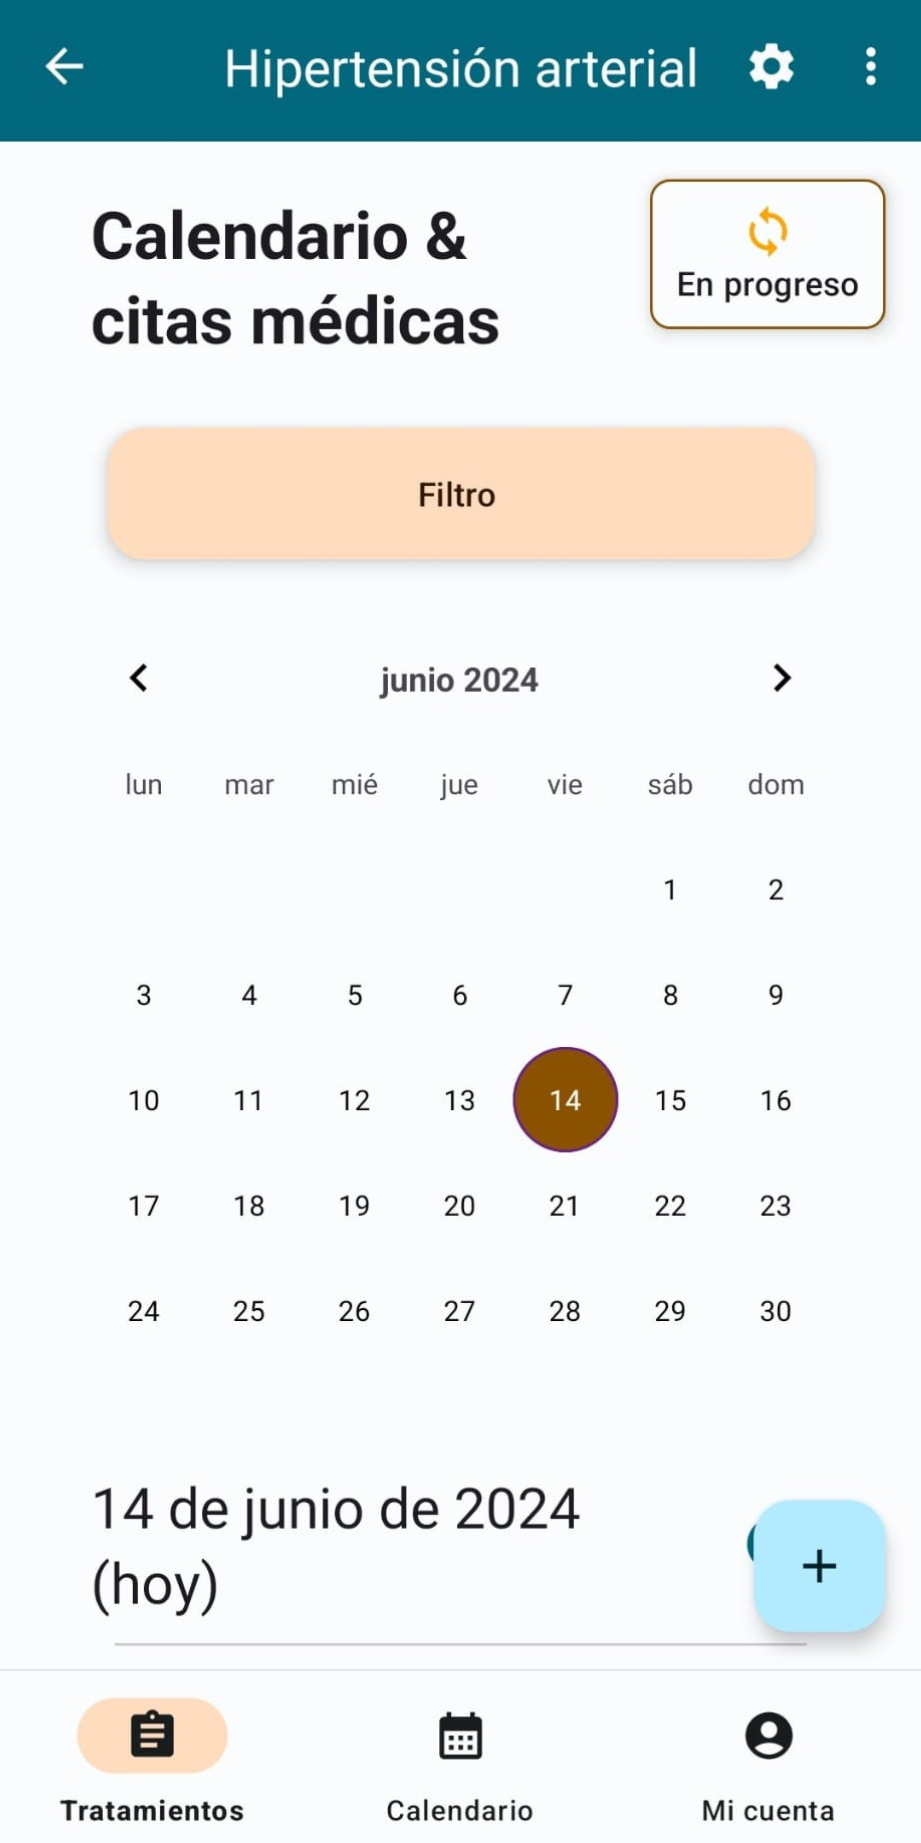 Hipertensión arterial
Calendario &
citas médicas
En progreso
Filtro
junio 2024
lun mar mié jue vie sáb dom
1 2
3 4 5 6 7 8 9
10 11 12 13 14 15 16
17 18 19 20 21 22 23
24 25 26 27 28 29 30
14 de junio de 2024
(hoy)
+
Tratamientos Calendario Mi cuenta